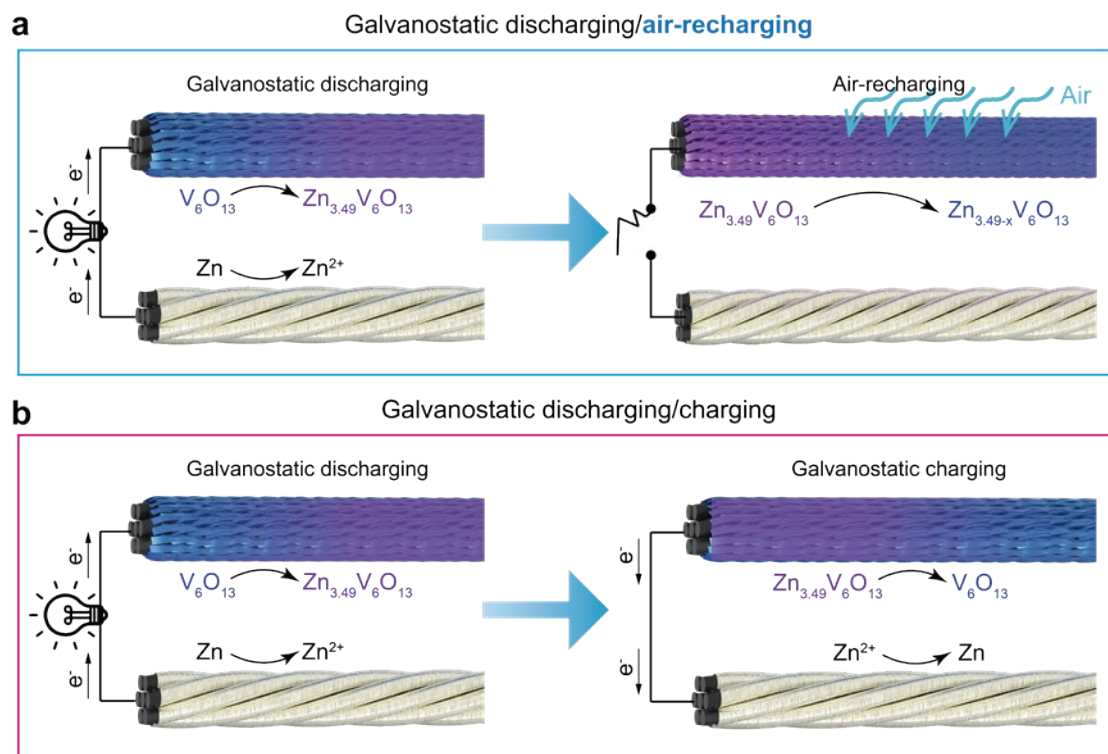 a
Galvanostatic discharging/air-recharging
Galvanostatic discharging
Air-recharging
Air
e⁻
V₆O₁₃ Zn₃.₄₉V₆O₁₃
Zn₃.₄₉V₆O₁₃ Zn₃.₄₉₋ₓV₆O₁₃
Zn Zn²⁺
e⁻
b
Galvanostatic discharging/charging
Galvanostatic discharging
Galvanostatic charging
e⁻
e⁻
V₆O₁₃ Zn₃.₄₉V₆O₁₃
Zn₃.₄₉V₆O₁₃ V₆O₁₃
Zn Zn²⁺
Zn²⁺ Zn
e⁻
e⁻